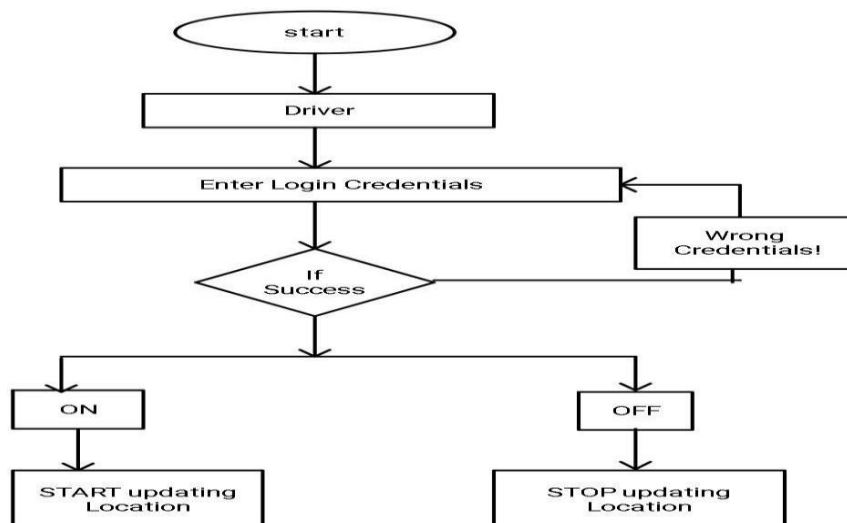 start
Driver
Enter Login Credentials
Wrong
Credentials!
If
Success
ON
OFF
START updating
Location
STOP updating
Location